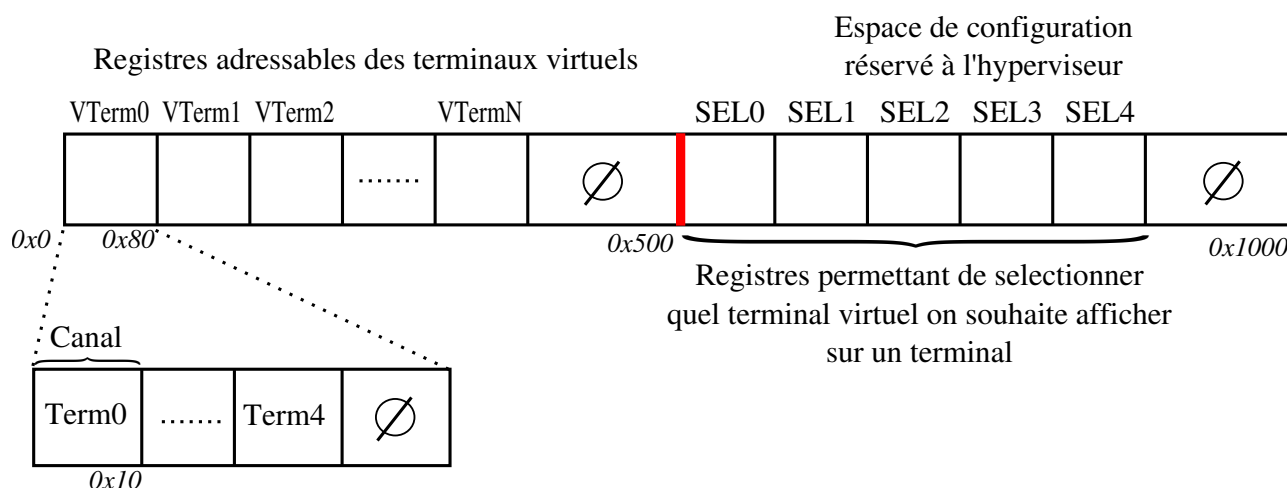 Espace de configuration
réservé à l'hyperviseur
Registres adressables des terminaux virtuels
VTerm0 VTerm1 VTerm2 VTermN SEL0 SEL1 SEL2 SEL3 SEL4
........ ∅ ∅
0x0 0x80 0x500 0x1000
Registres permettant de selectionner
quel terminal virtuel on souhaite afficher
sur un terminal
Canal
Term0 ........ Term4 ∅
0x10